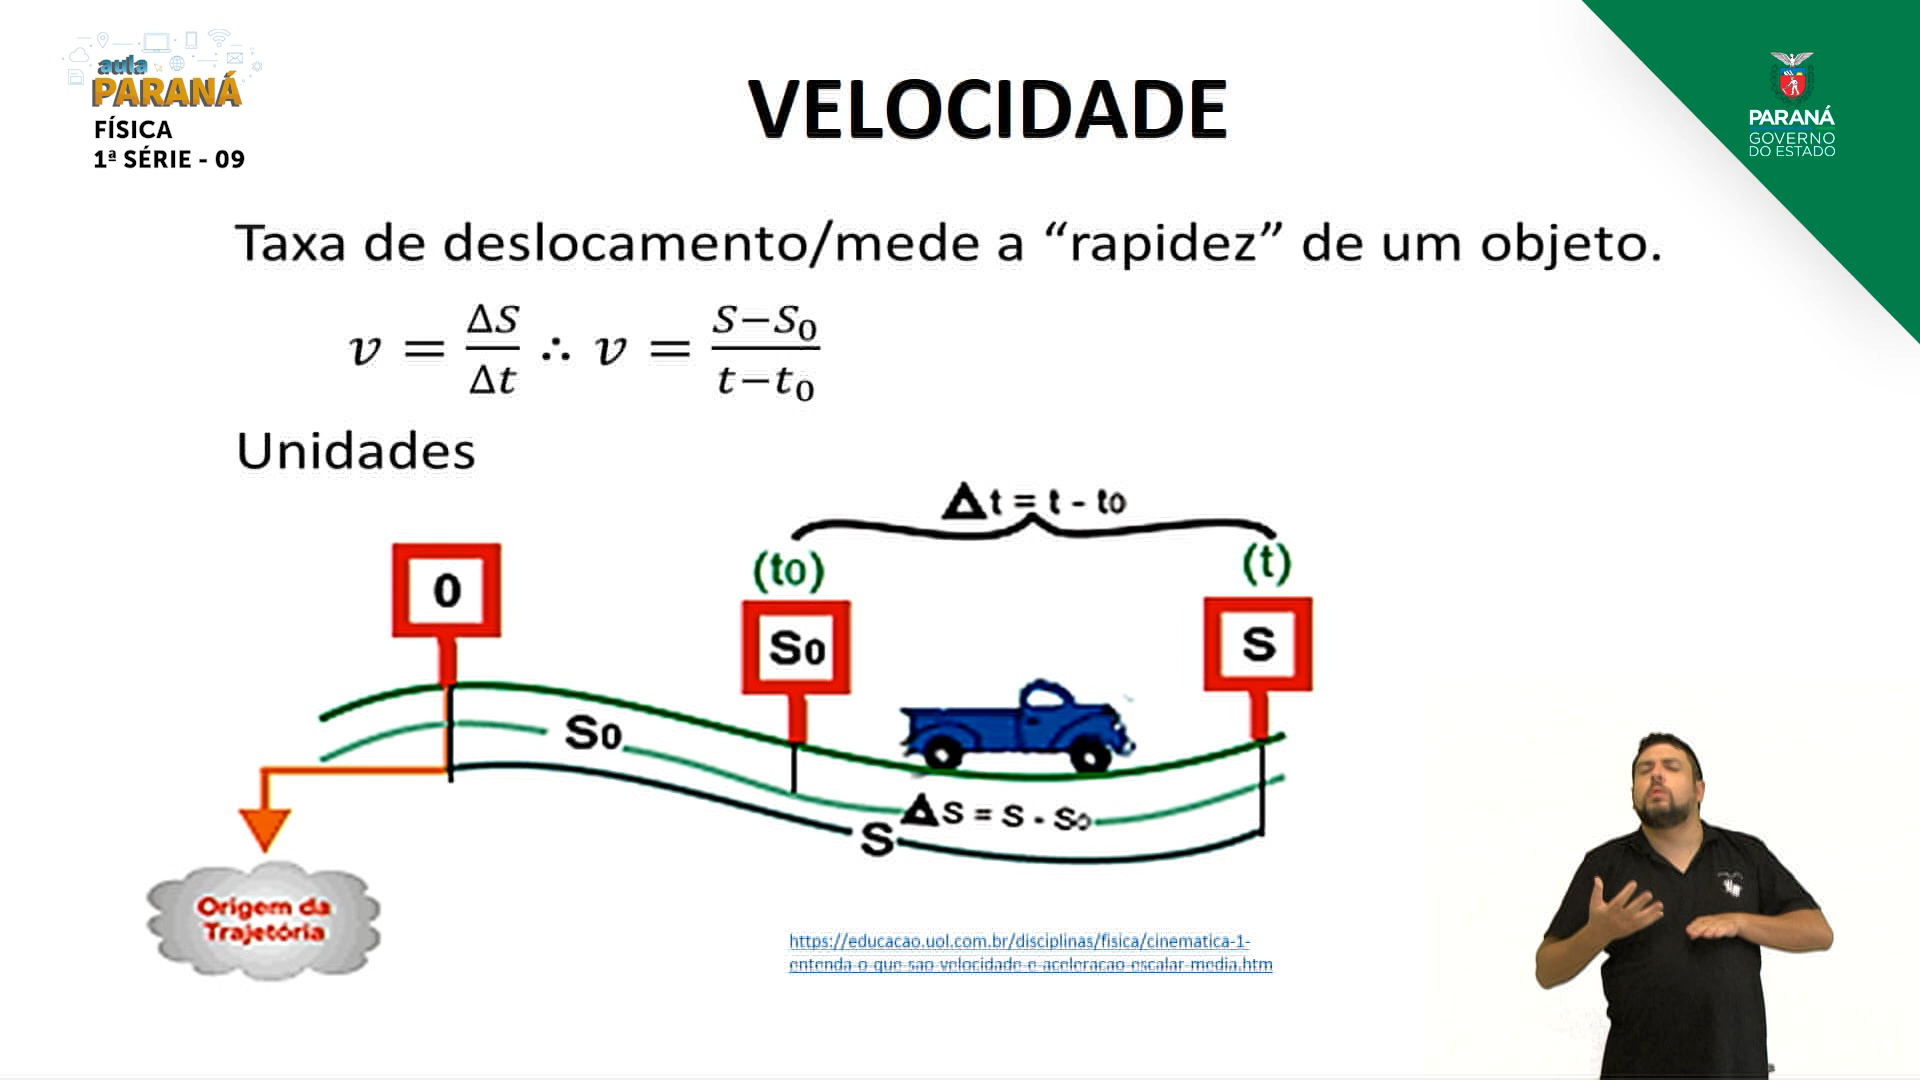 aula
PARANÁ
FÍSICA
1ª SÉRIE - 09
VELOCIDADE
PARANÁ
GOVERNO
DO ESTADO
Taxa de deslocamento/mede a “rapidez” de um objeto.
v = ΔS/Δt ∴ v = S−S₀/t−t₀
Unidades
Δt = t - to
0
(to)
(t)
So
S
So
ΔS = S - So
S
Origem da
Trajetória
https://educacao.uol.com.br/disciplinas/fisica/cinematica-1-
entenda-o-que-sao-velocidade-e-aceleracao-escalar-media.htm